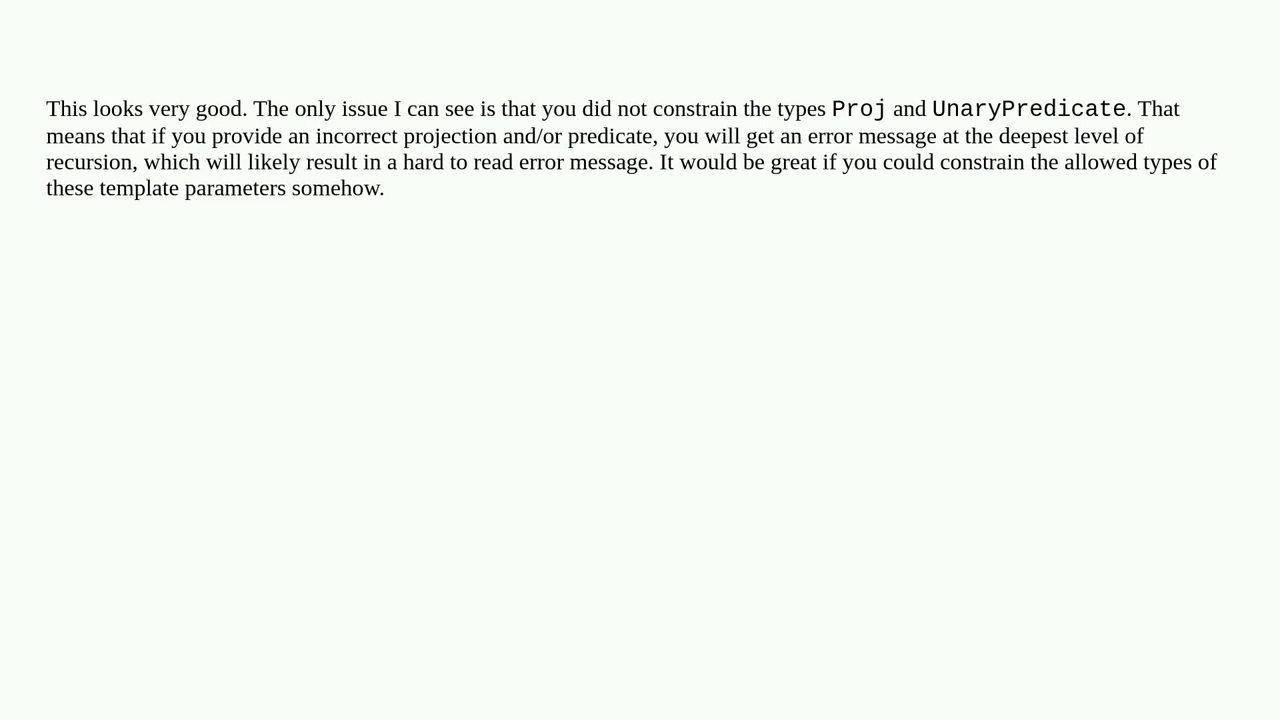 This looks very good. The only issue I can see is that you did not constrain the types Proj and UnaryPredicate. That
means that if you provide an incorrect projection and/or predicate, you will get an error message at the deepest level of
recursion, which will likely result in a hard to read error message. It would be great if you could constrain the allowed types of
these template parameters somehow.